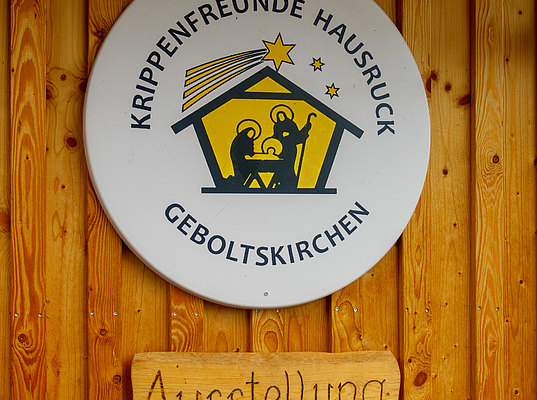 KRIPPENFREUNDE HAUSRUCK
GEBOLTSKIRCHEN
Ausstellung